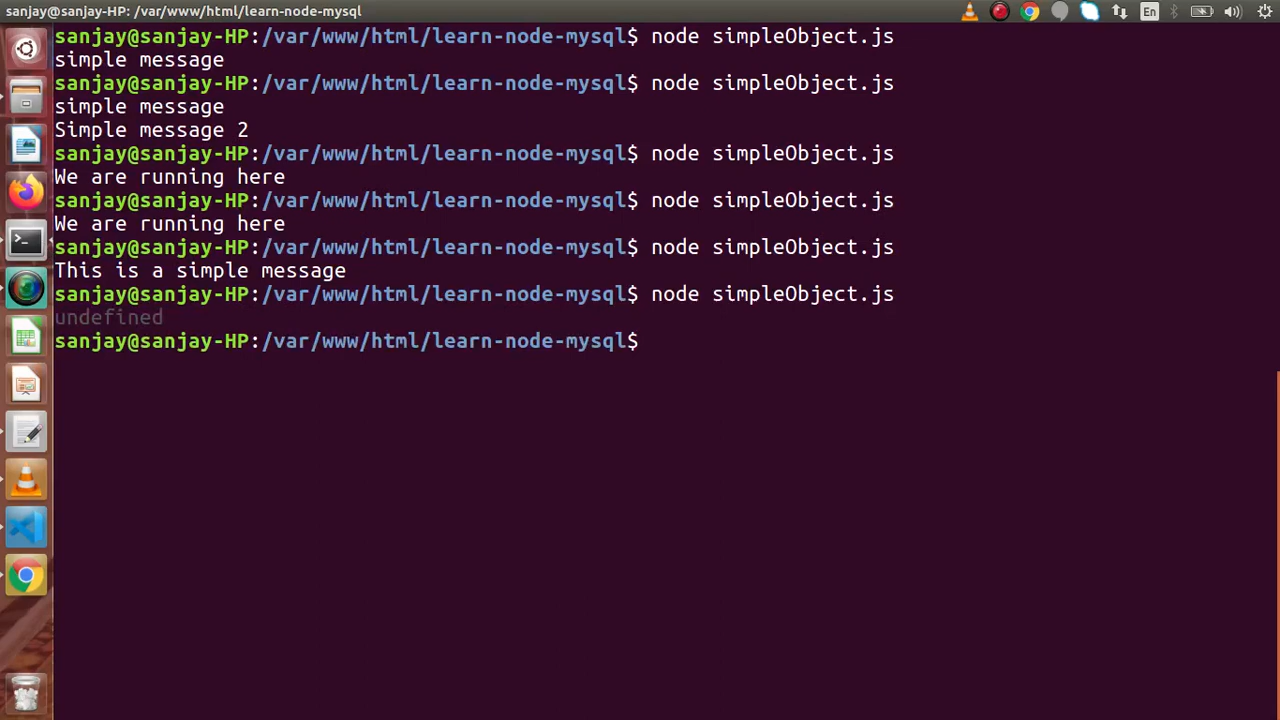 sanjay@sanjay-HP: /var/www/html/learn-node-mysql
En
sanjay@sanjay-HP:/var/www/html/learn-node-mysql$ node simpleObject.js
simple message
sanjay@sanjay-HP:/var/www/html/learn-node-mysql$ node simpleObject.js
simple message
Simple message 2
sanjay@sanjay-HP:/var/www/html/learn-node-mysql$ node simpleObject.js
We are running here
sanjay@sanjay-HP:/var/www/html/learn-node-mysql$ node simpleObject.js
We are running here
sanjay@sanjay-HP:/var/www/html/learn-node-mysql$ node simpleObject.js
This is a simple message
sanjay@sanjay-HP:/var/www/html/learn-node-mysql$ node simpleObject.js
undefined
sanjay@sanjay-HP:/var/www/html/learn-node-mysql$